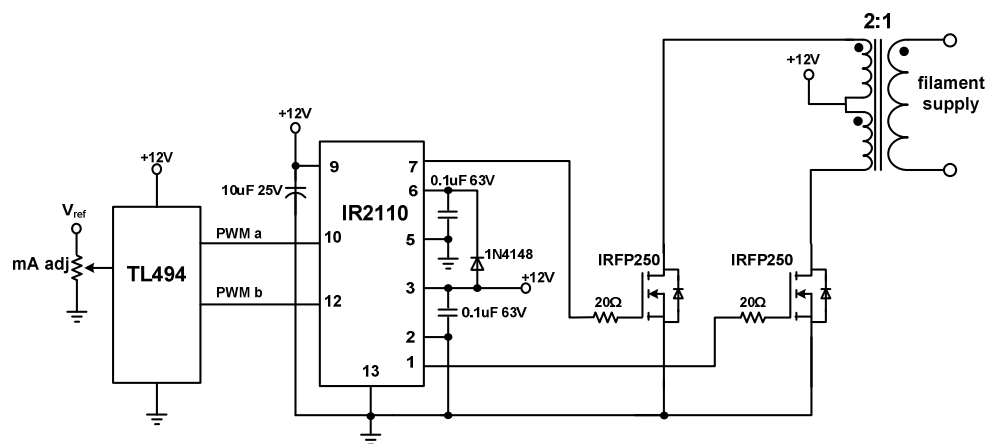 2:1
+12V
filament
supply
+12V
9
7
10uF 25V
0.1uF 63V
6
+12V
IR2110
V_ref
PWM a
10
5
mA adj
TL494
1N4148
IRFP250
IRFP250
3
+12V
PWM b
12
0.1uF 63V
20Ω
20Ω
2
1
13